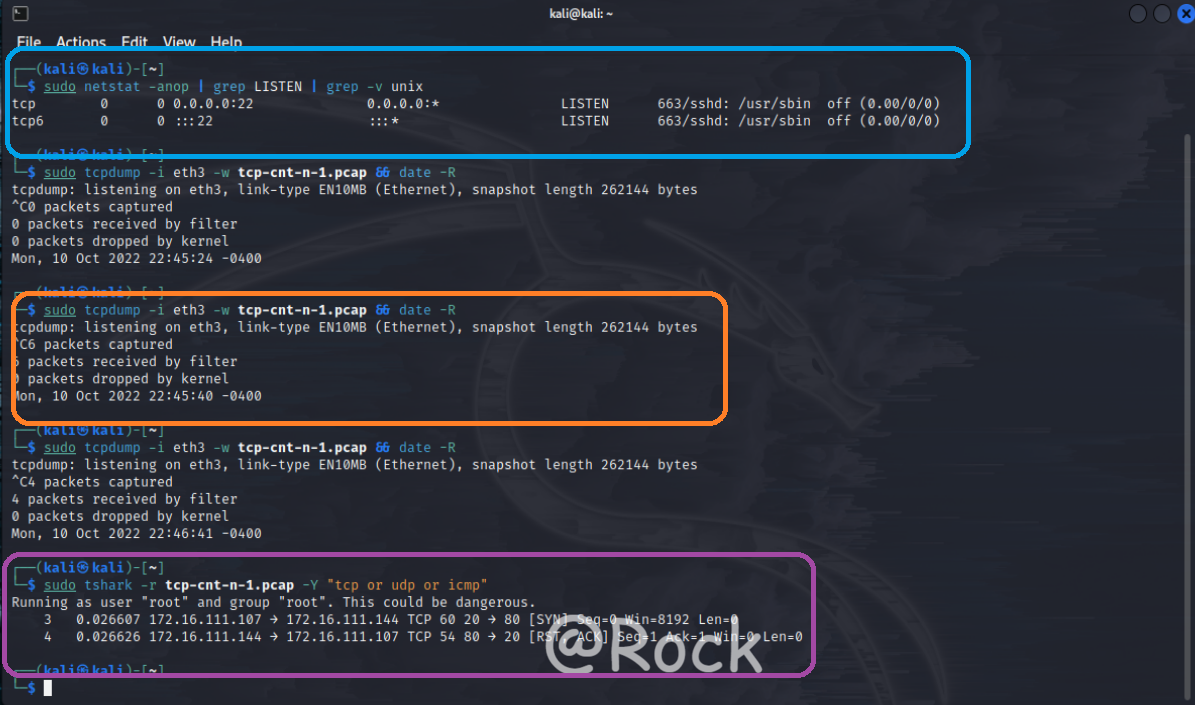 kali@kali: ~
File Actions Edit View Help
(kali㉿kali)-[~]
$ sudo netstat -anop | grep LISTEN | grep -v unix
tcp 0 0 0.0.0.0:22 0.0.0.0:* LISTEN 663/sshd: /usr/sbin off (0.00/0/0)
tcp6 0 0 :::22 :::* LISTEN 663/sshd: /usr/sbin off (0.00/0/0)
(kali㉿kali)-[~]
$ sudo tcpdump -i eth3 -w tcp-cnt-n-1.pcap && date -R
tcpdump: listening on eth3, link-type EN10MB (Ethernet), snapshot length 262144 bytes
^C0 packets captured
0 packets received by filter
0 packets dropped by kernel
Mon, 10 Oct 2022 22:45:24 -0400
(kali㉿kali)-[~]
$ sudo tcpdump -i eth3 -w tcp-cnt-n-1.pcap && date -R
tcpdump: listening on eth3, link-type EN10MB (Ethernet), snapshot length 262144 bytes
^C6 packets captured
6 packets received by filter
0 packets dropped by kernel
Mon, 10 Oct 2022 22:45:40 -0400
(kali㉿kali)-[~]
$ sudo tcpdump -i eth3 -w tcp-cnt-n-1.pcap && date -R
tcpdump: listening on eth3, link-type EN10MB (Ethernet), snapshot length 262144 bytes
^C4 packets captured
4 packets received by filter
0 packets dropped by kernel
Mon, 10 Oct 2022 22:46:41 -0400
(kali㉿kali)-[~]
$ sudo tshark -r tcp-cnt-n-1.pcap -Y "tcp or udp or icmp"
Running as user "root" and group "root". This could be dangerous.
3 0.026607 172.16.111.107 → 172.16.111.144 TCP 60 20 → 80 [SYN] Seq=0 Win=8192 Len=0
4 0.026626 172.16.111.144 → 172.16.111.107 TCP 54 80 → 20 [RST, ACK] Seq=1 Ack=1 Win=0 Len=0
@Rock
(kali㉿kali)-[~]
$